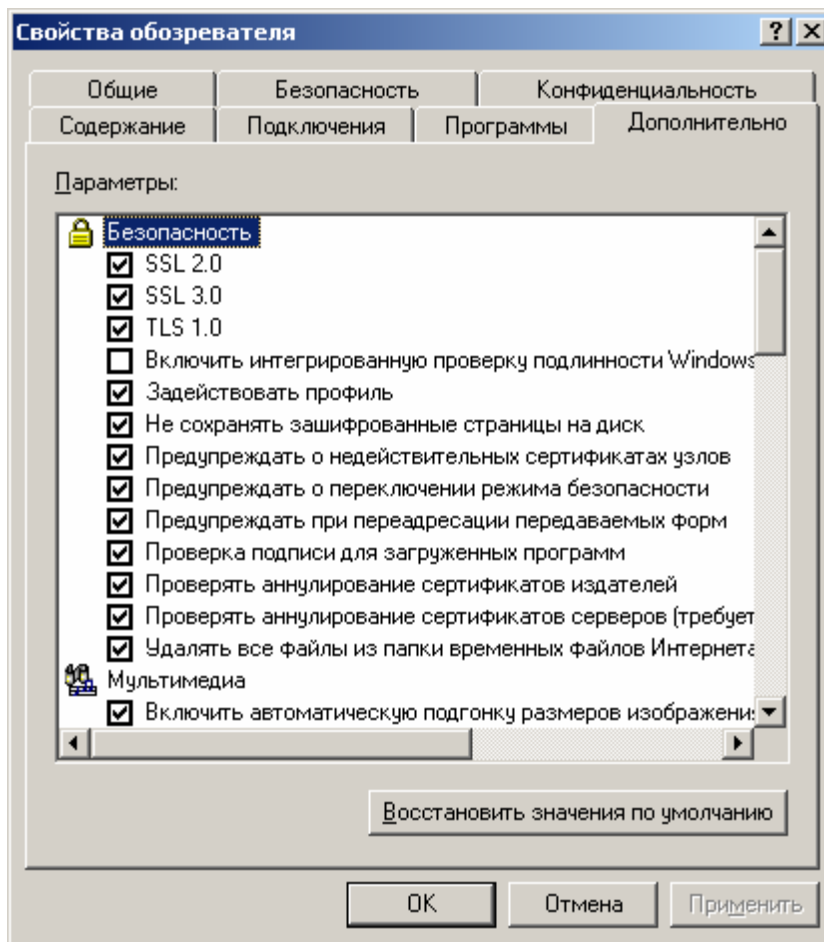 Свойства обозревателя
Общие Безопасность Конфиденциальность
Содержание Подключения Программы Дополнительно
Параметры:
Безопасность
SSL 2.0
SSL 3.0
TLS 1.0
Включить интегрированную проверку подлинности Windows
Задействовать профиль
Не сохранять зашифрованные страницы на диск
Предупреждать о недействительных сертификатах узлов
Предупреждать о переключении режима безопасности
Предупреждать при переадресации передаваемых форм
Проверка подписи для загруженных программ
Проверять аннулирование сертификатов издателей
Проверять аннулирование сертификатов серверов (требует
Удалять все файлы из папки временных файлов Интернета
Мультимедиа
Включить автоматическую подгонку размеров изображени
Восстановить значения по умолчанию
OK Отмена Применить